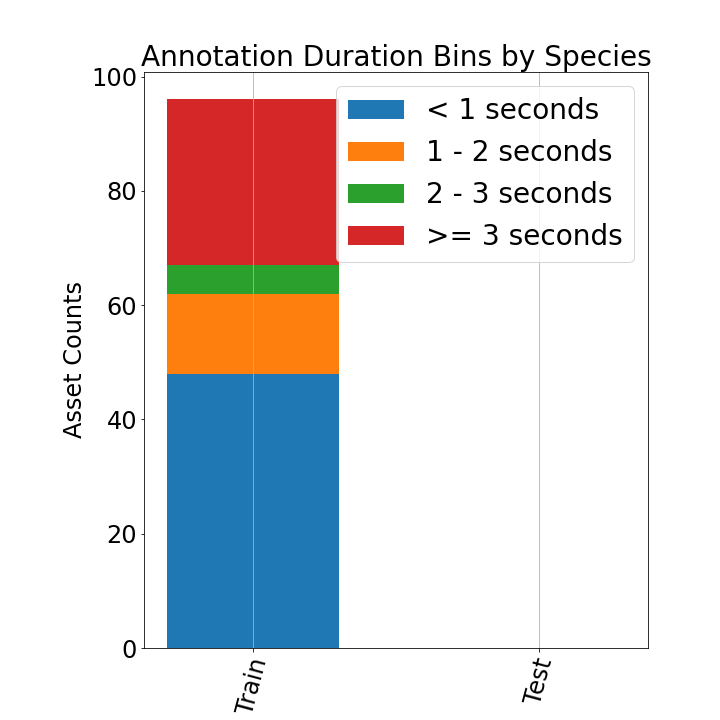 Annotation Duration Bins by Species
100
80
60
40
20
0
Asset Counts
< 1 seconds
1 - 2 seconds
2 - 3 seconds
>= 3 seconds
Train
Test